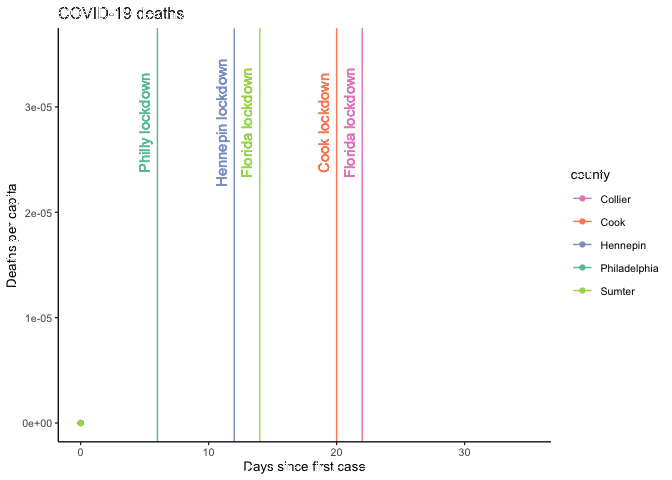 COVID-19 deaths
Deaths per capita
3e-05
2e-05
1e-05
0e+00
Philly lockdown
Hennepin lockdown
Florida lockdown
Cook lockdown
Florida lockdown
0
10
20
30
Days since first case
county
Collier
Cook
Hennepin
Philadelphia
Sumter